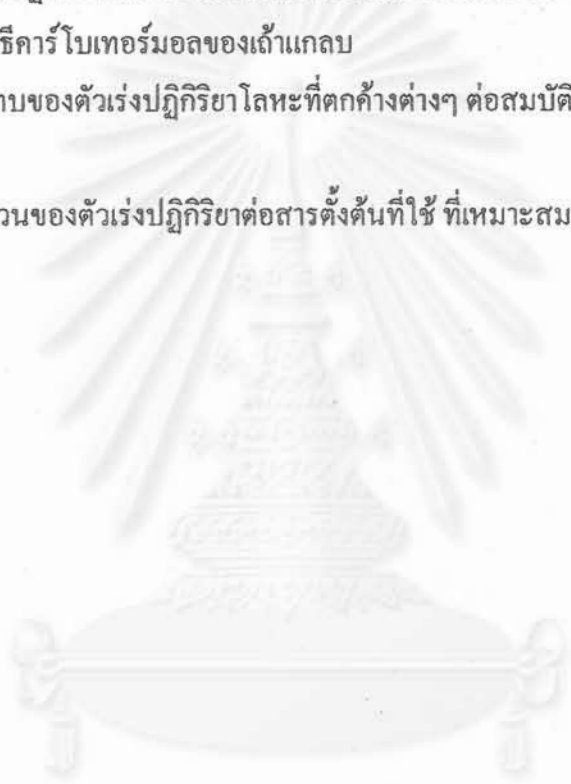 ธีคาร์โบเทอร์มอลของเถ้าแกลบ
าบของตัวเร่งปฏิกิริยาโลหะที่ตกค้างต่างๆ ต่อสมบัติ
วนของตัวเร่งปฏิกิริยาต่อสารตั้งต้นที่ใช้ ที่เหมาะสม